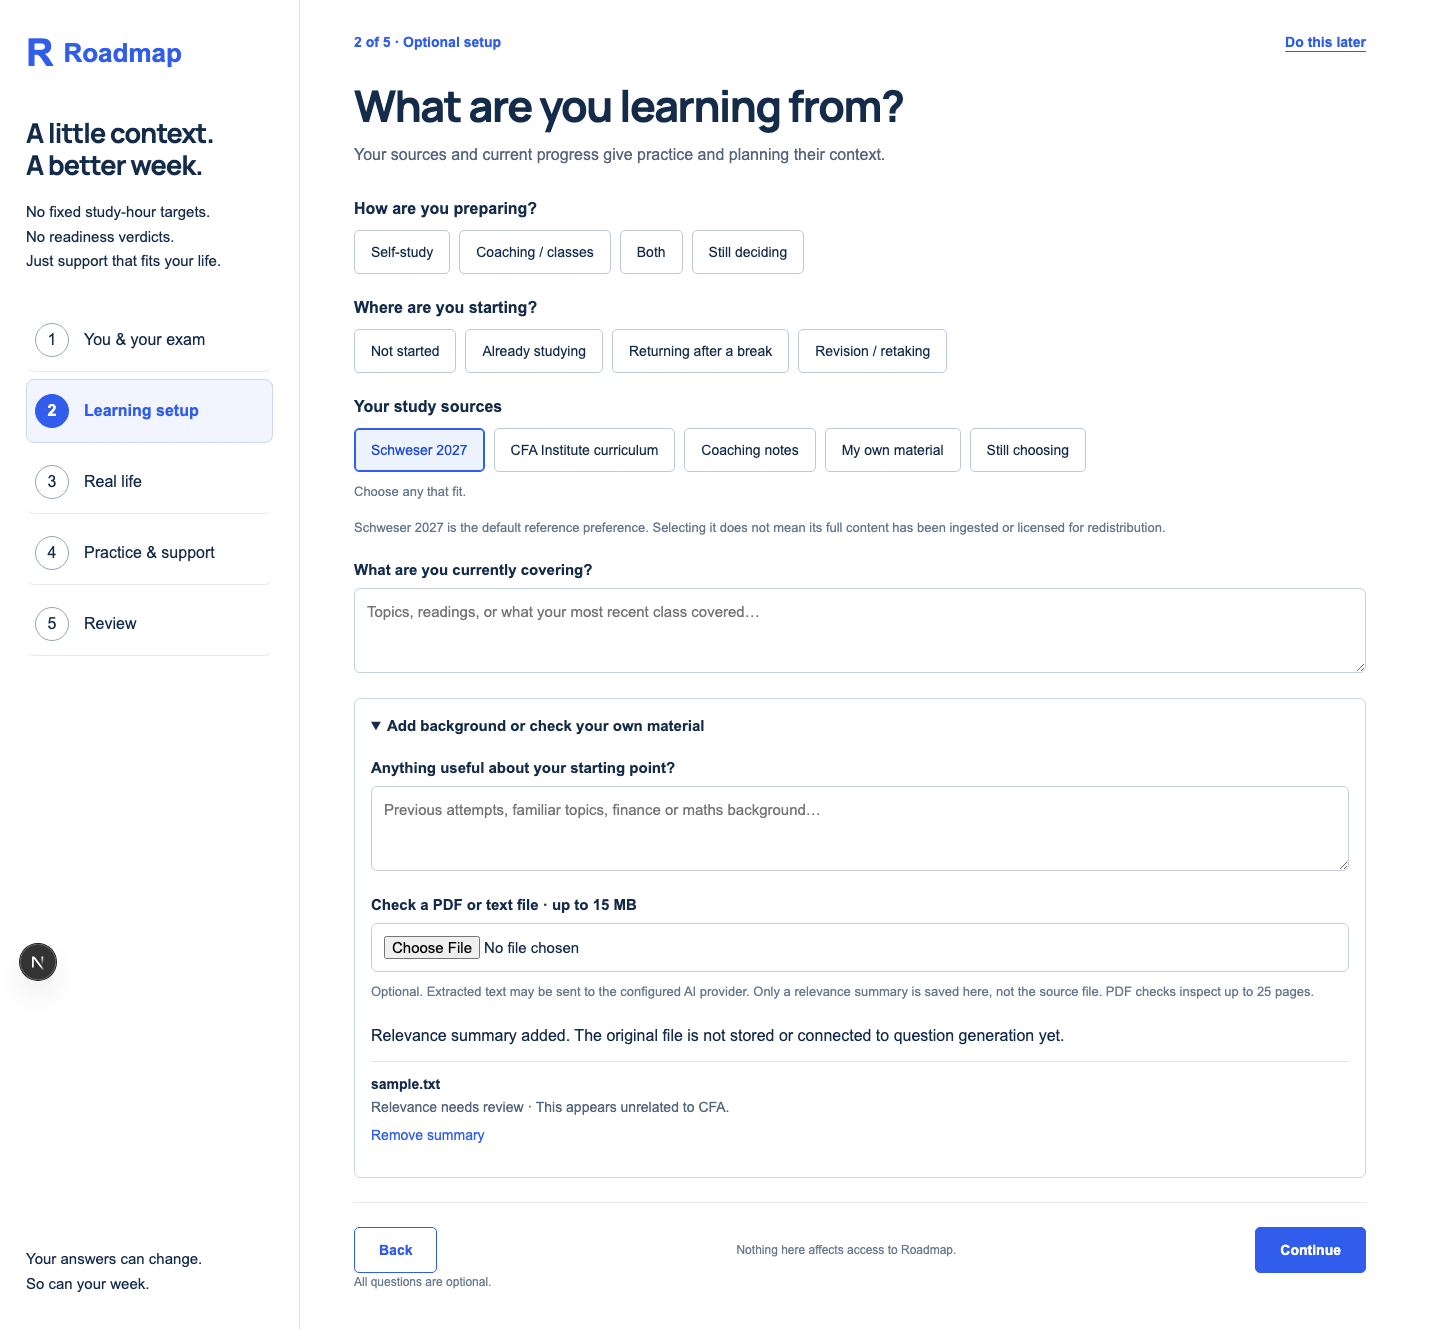 R Roadmap
A little context.
A better week.
No fixed study-hour targets.
No readiness verdicts.
Just support that fits your life.
1 You & your exam
2 Learning setup
3 Real life
4 Practice & support
5 Review
N
Your answers can change.
So can your week.
2 of 5 · Optional setup
Do this later
What are you learning from?
Your sources and current progress give practice and planning their context.
How are you preparing?
Self-study Coaching / classes Both Still deciding
Where are you starting?
Not started Already studying Returning after a break Revision / retaking
Your study sources
Schweser 2027 CFA Institute curriculum Coaching notes My own material Still choosing
Choose any that fit.
Schweser 2027 is the default reference preference. Selecting it does not mean its full content has been ingested or licensed for redistribution.
What are you currently covering?
Topics, readings, or what your most recent class covered…
▼ Add background or check your own material
Anything useful about your starting point?
Previous attempts, familiar topics, finance or maths background…
Check a PDF or text file · up to 15 MB
Choose File No file chosen
Optional. Extracted text may be sent to the configured AI provider. Only a relevance summary is saved here, not the source file. PDF checks inspect up to 25 pages.
Relevance summary added. The original file is not stored or connected to question generation yet.
sample.txt
Relevance needs review · This appears unrelated to CFA.
Remove summary
Back
Nothing here affects access to Roadmap.
Continue
All questions are optional.